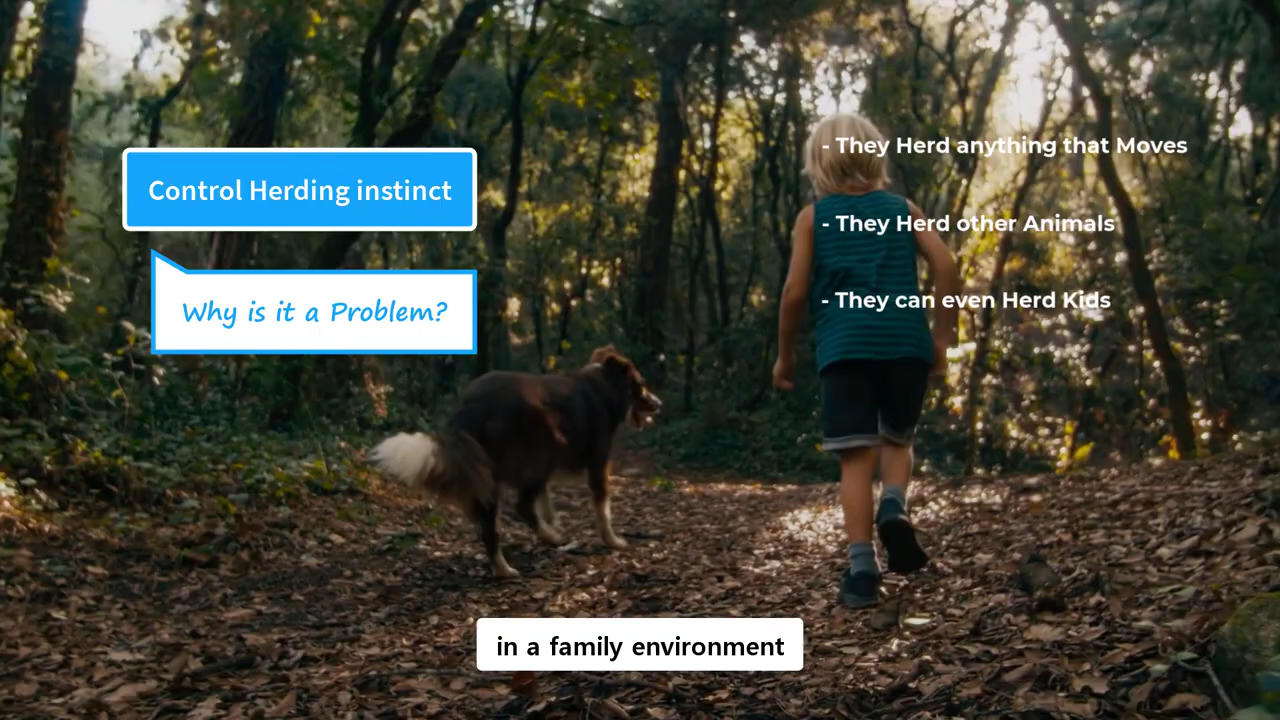 Control Herding instinct
Why is it a Problem?
- They Herd anything that Moves
- They Herd other Animals
- They can even Herd Kids
in a family environment